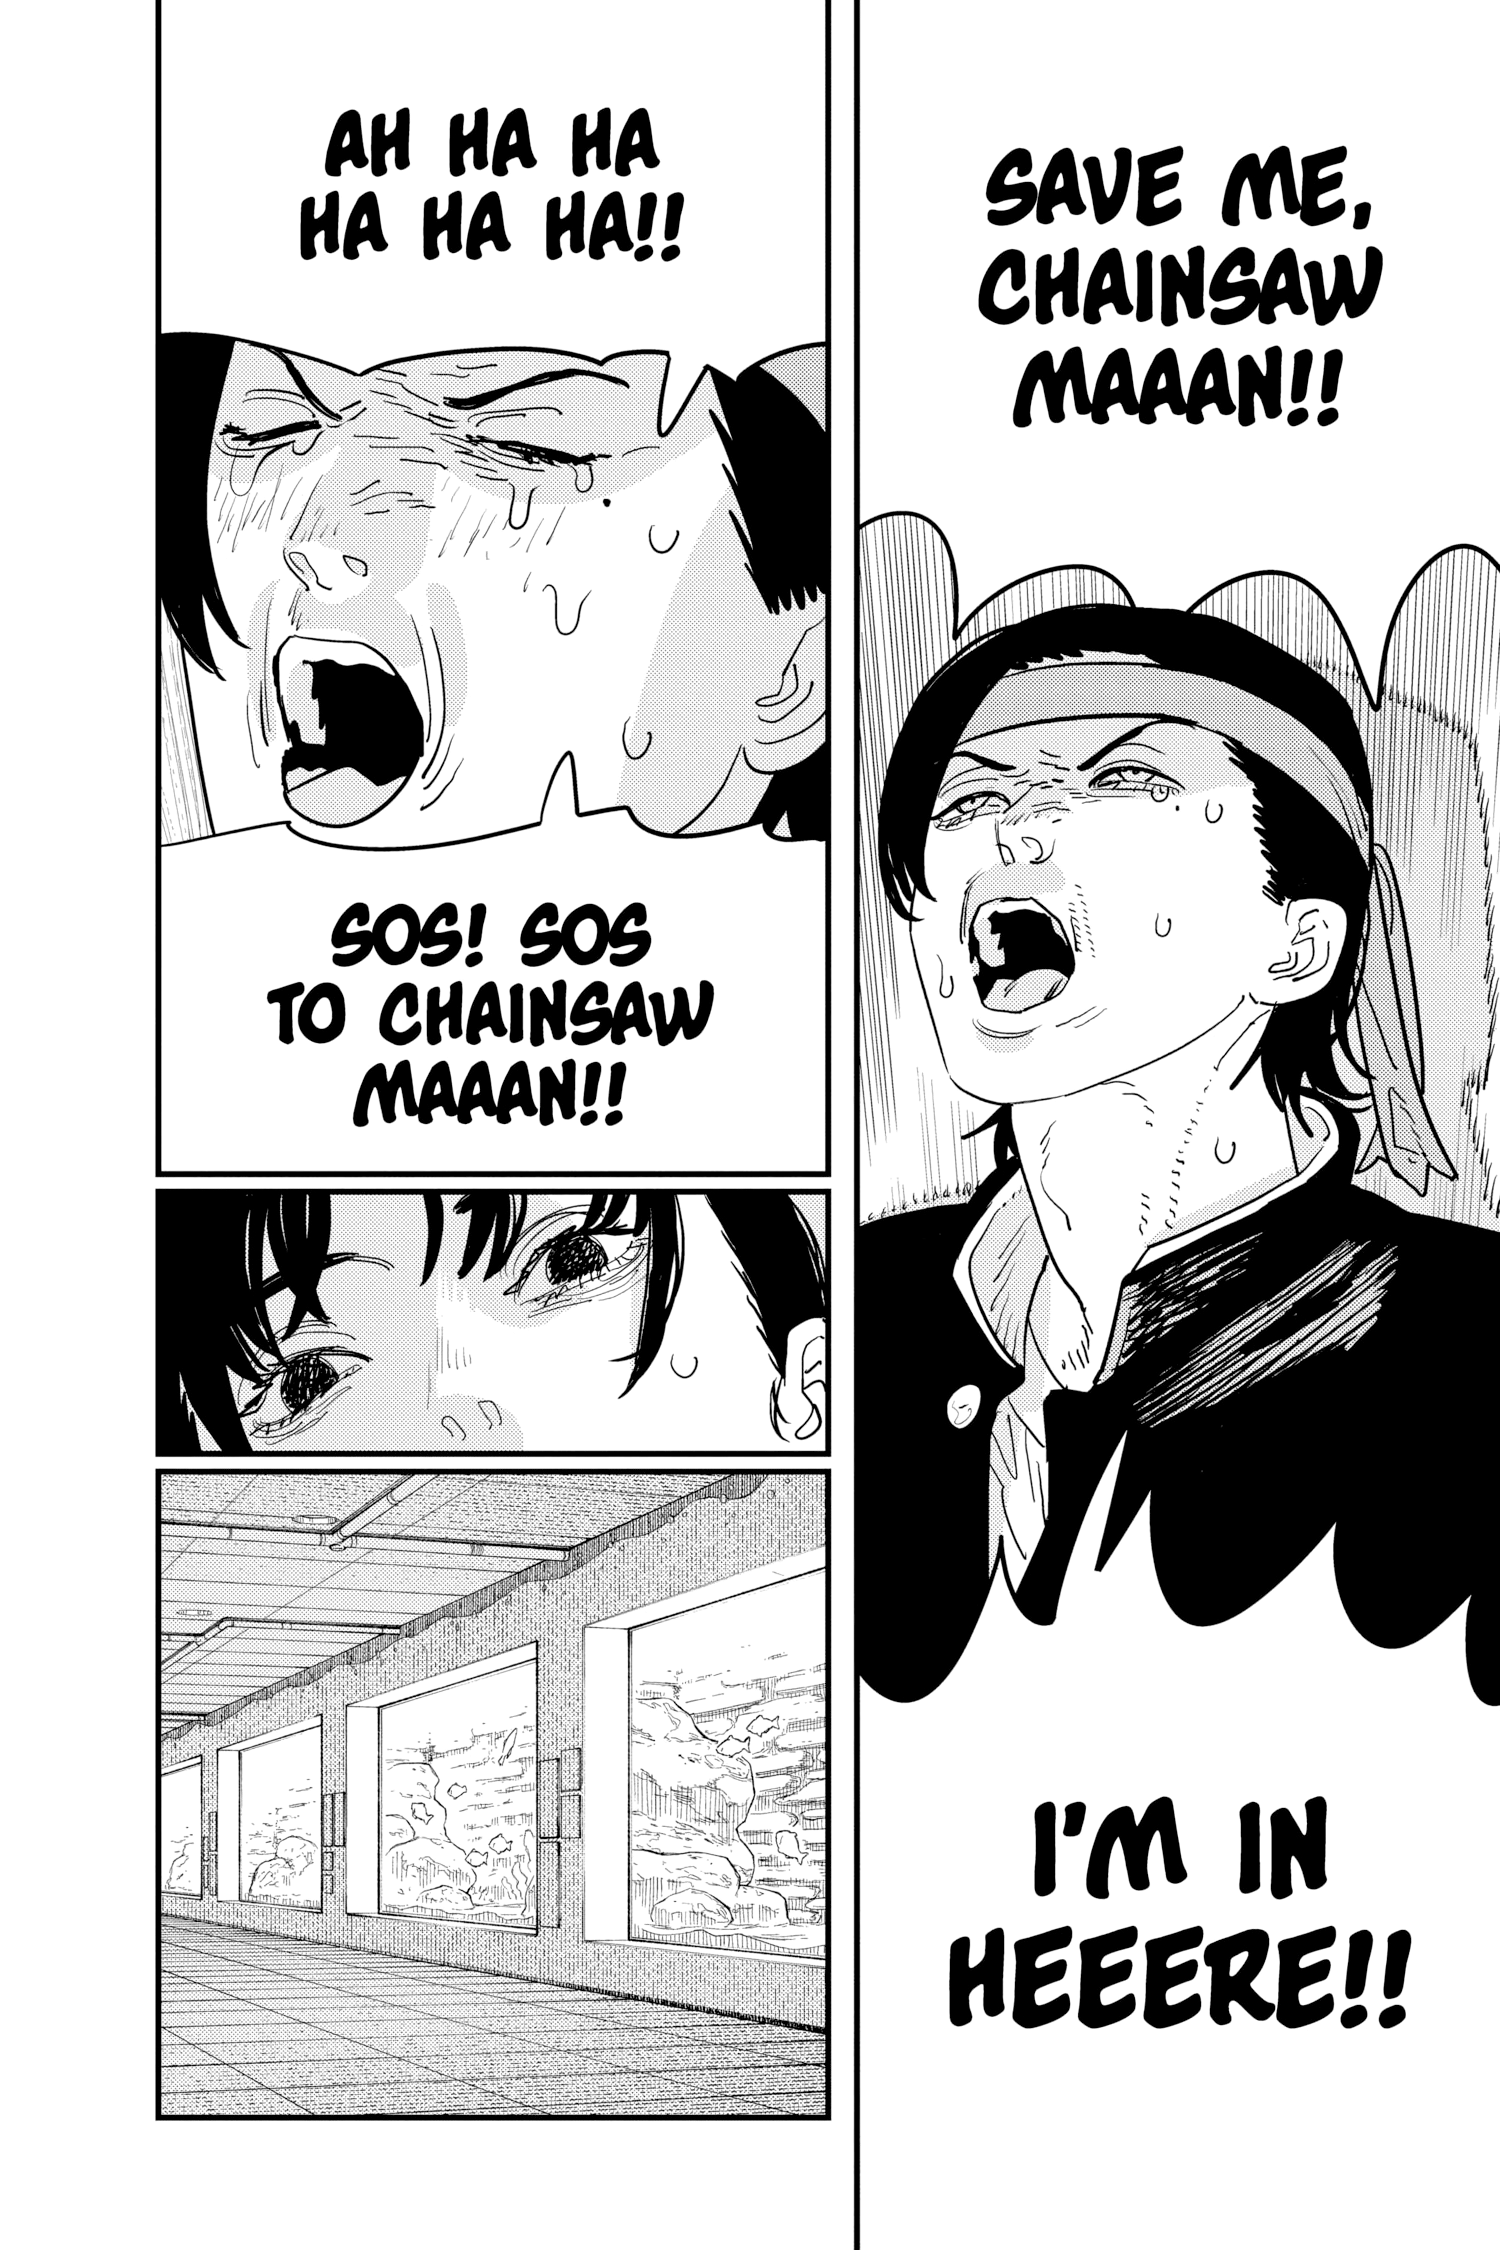 SAVE ME,
CHAINSAW
MAAAN!!
I'M IN
HEEERE!!
AH HA HA
HA HA HA!!
SOS! SOS
TO CHAINSAW
MAAAN!!